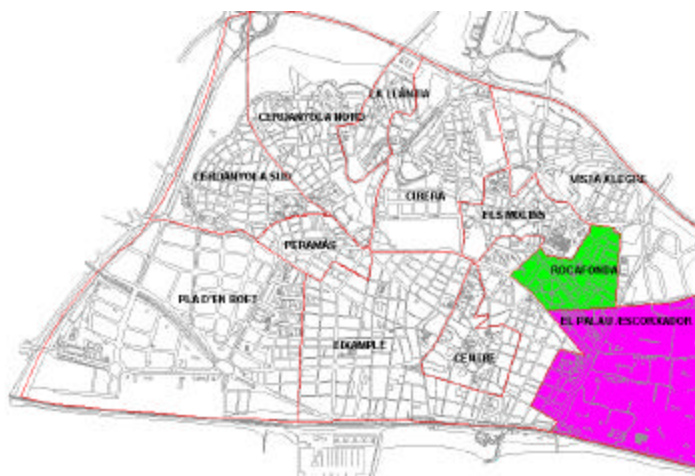 LA LLÀNTIA
CERDANYOLA NORD
CERDANYOLA SUD
CIRERA
VISTA ALEGRE
ELS MOLINS
PERAMÀS
ROCAFONDA
PLA D'EN BOET
EL PALAU /ESCORXADOR
EIXAMPLE
CENTRE